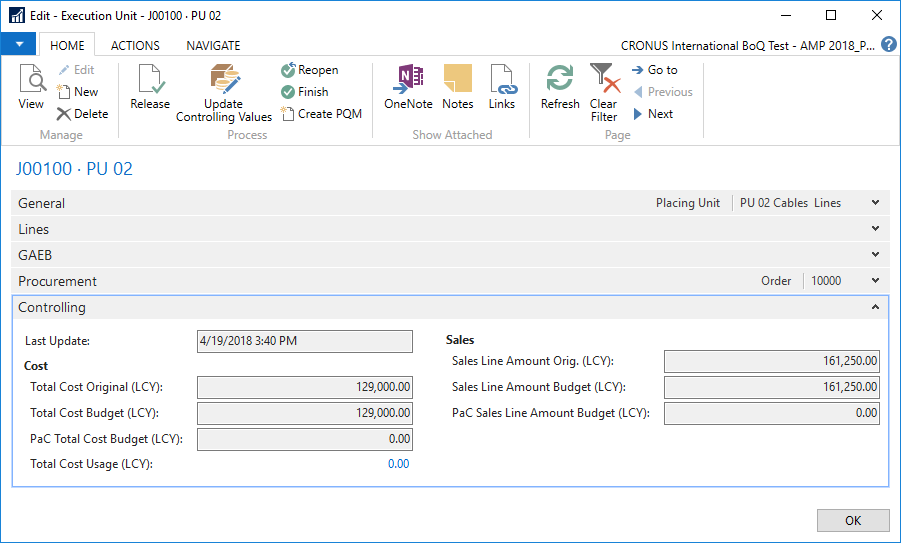 Edit - Execution Unit - J00100 · PU 02
HOME ACTIONS NAVIGATE CRONUS International BoQ Test - AMP 2018_P... ?
View
Edit
New
Delete
Manage
Release
Update
Controlling Values
Reopen
Finish
Create PQM
Process
OneNote
Notes
Links
Show Attached
Refresh
Clear
Filter
Go to
Previous
Next
Page
J00100 · PU 02
General Placing Unit PU 02 Cables Lines
Lines
GAEB
Procurement Order 10000
Controlling
Last Update: 4/19/2018 3:40 PM
Cost
Total Cost Original (LCY): 129,000.00
Total Cost Budget (LCY): 129,000.00
PaC Total Cost Budget (LCY): 0.00
Total Cost Usage (LCY): 0.00
Sales
Sales Line Amount Orig. (LCY): 161,250.00
Sales Line Amount Budget (LCY): 161,250.00
PaC Sales Line Amount Budget (LCY): 0.00
OK